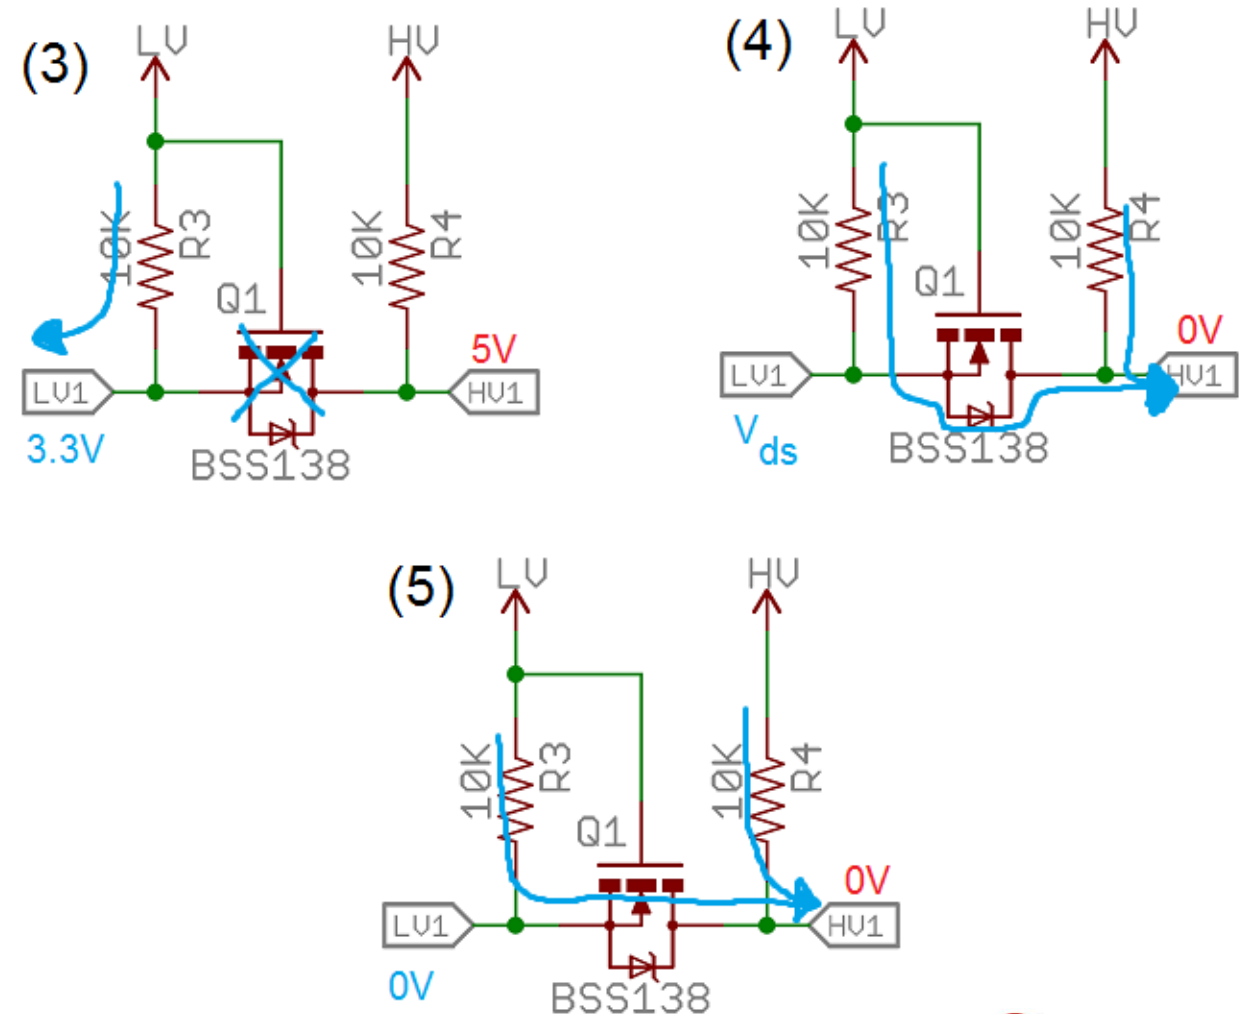 (3)
LV
HV
10K
R3
10K
R4
Q1
5V
LV1
HV1
3.3V
BSS138
(4)
LV
HV
10K
R3
10K
R4
Q1
0V
LV1
HV1
Vds
BSS138
(5)
LV
HV
10K
R3
10K
R4
Q1
0V
LV1
HV1
0V
BSS138